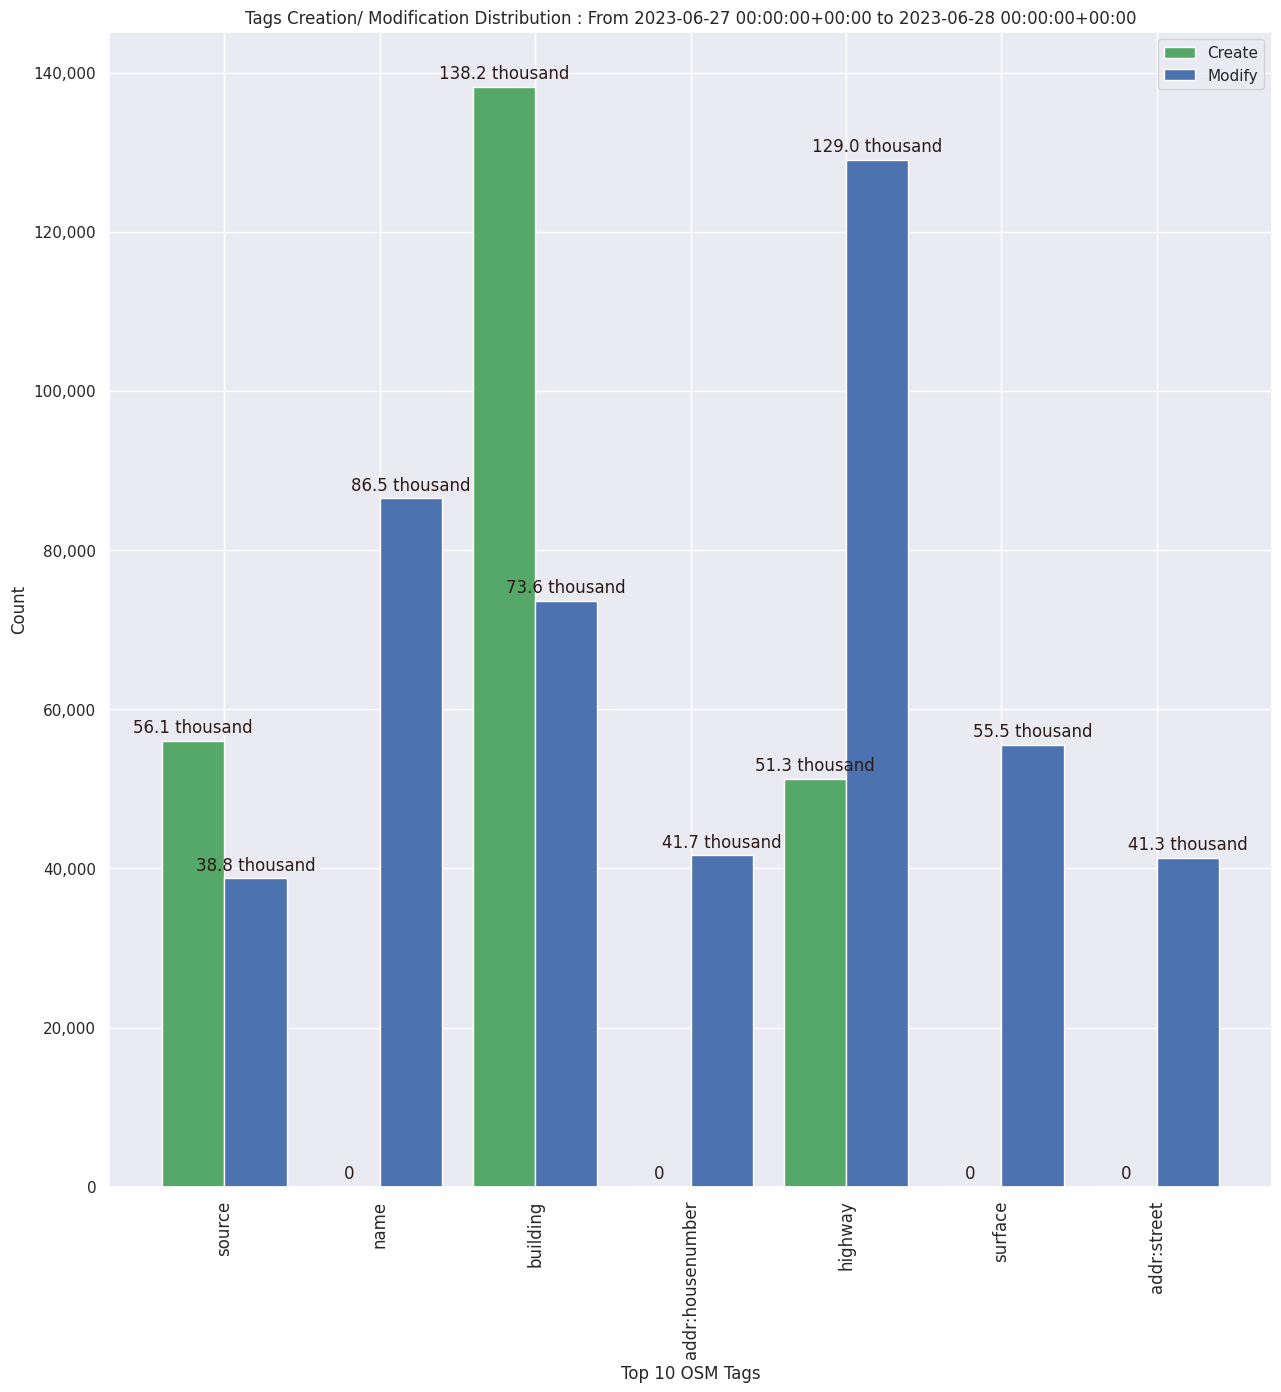 Tags Creation/ Modification Distribution : From 2023-06-27 00:00:00+00:00 to 2023-06-28 00:00:00+00:00
Create
Modify
140,000
120,000
100,000
80,000
60,000
40,000
20,000
0
Count
56.1 thousand
38.8 thousand
0
86.5 thousand
138.2 thousand
73.6 thousand
0
41.7 thousand
51.3 thousand
129.0 thousand
0
55.5 thousand
0
41.3 thousand
source
name
building
addr:housenumber
highway
surface
addr:street
Top 10 OSM Tags